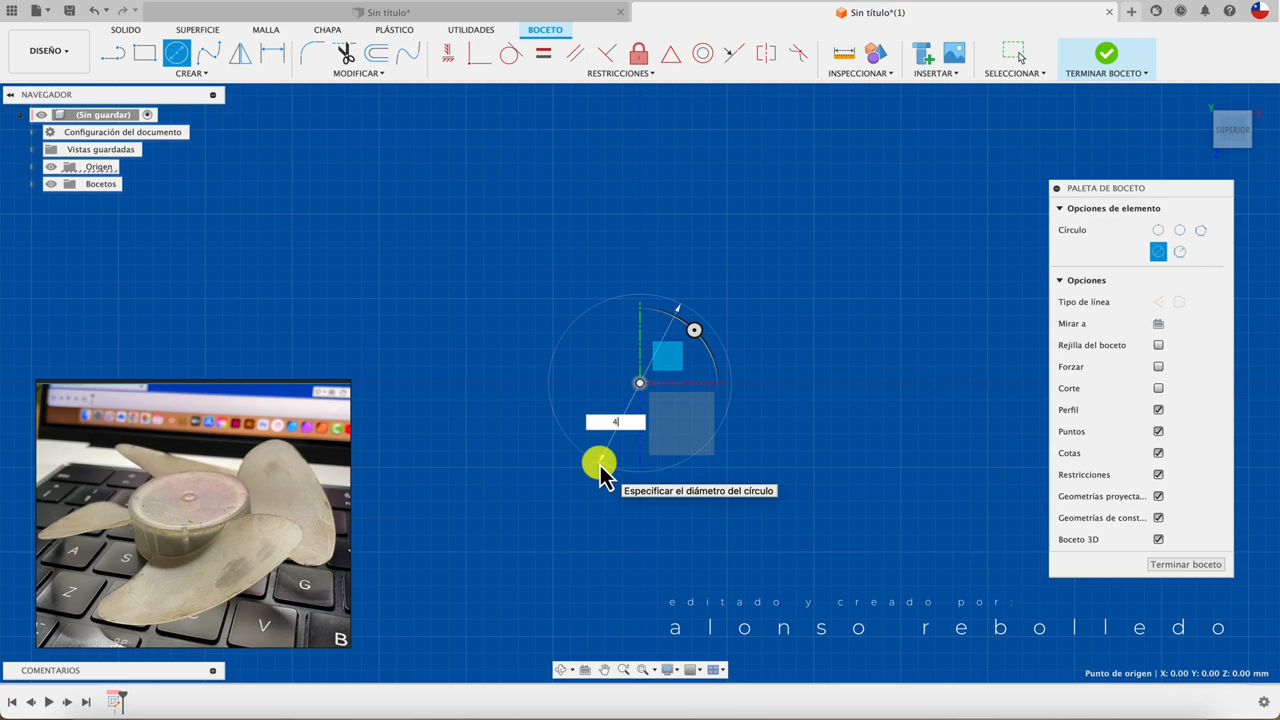 Sin título*
Sin título*(1)
SOLIDO
SUPERFICIE
MALLA
CHAPA
PLÁSTICO
UTILIDADES
BOCETO
DISEÑO
CREAR
MODIFICAR
RESTRICCIONES
INSPECCIONAR
INSERTAR
SELECCIONAR
TERMINAR BOCETO
NAVEGADOR
(Sin guardar)
Configuración del documento
Vistas guardadas
Origen
Bocetos
Y
X
Z
SUPERIOR
PALETA DE BOCETO
Opciones de elemento
Círculo
Opciones
Tipo de línea
Mirar a
Rejilla del boceto
Forzar
Corte
Perfil
Puntos
Cotas
Restricciones
Geometrías proyecta...
Geometrías de const...
Boceto 3D
Terminar boceto
4
Especificar el diámetro del círculo
A
S
G
Z
V
B
editado y creado por:
alonso rebolledo
COMENTARIOS
Punto de origen | X: 0.00 Y: 0.00 Z: 0.00 mm